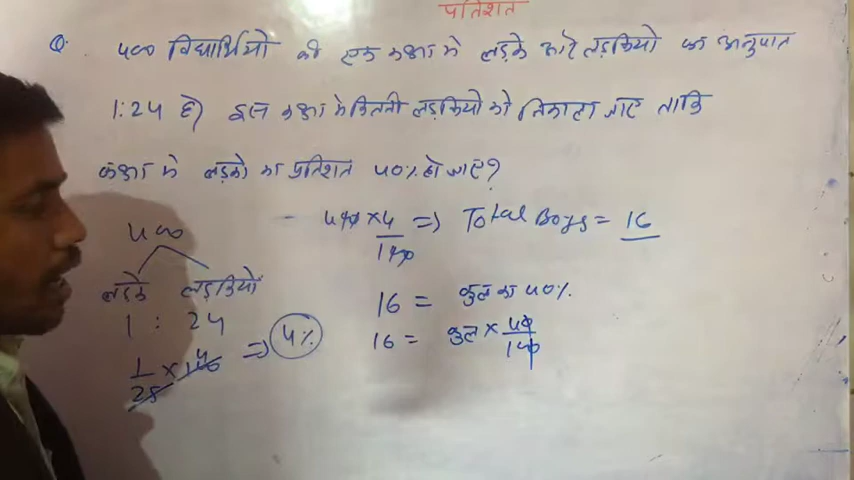 प्रतिशत
Q. 400 विद्यार्थियो की एक कक्षा मे लड़के और लड़कियो का अनुपात
1:24 है) इस कक्षा मे कितनी लड़कियो को निकाला जाए ताकि
कक्षा मे लड़को का प्रतिशत 40% हो जाए?
400
लड़के लड़कियों
1 : 24
1/25 × 100 4 => 4%
400 × 4/100 => Total Boys = 16
16 = कुल का 40%.
16 = कुल × 40/100